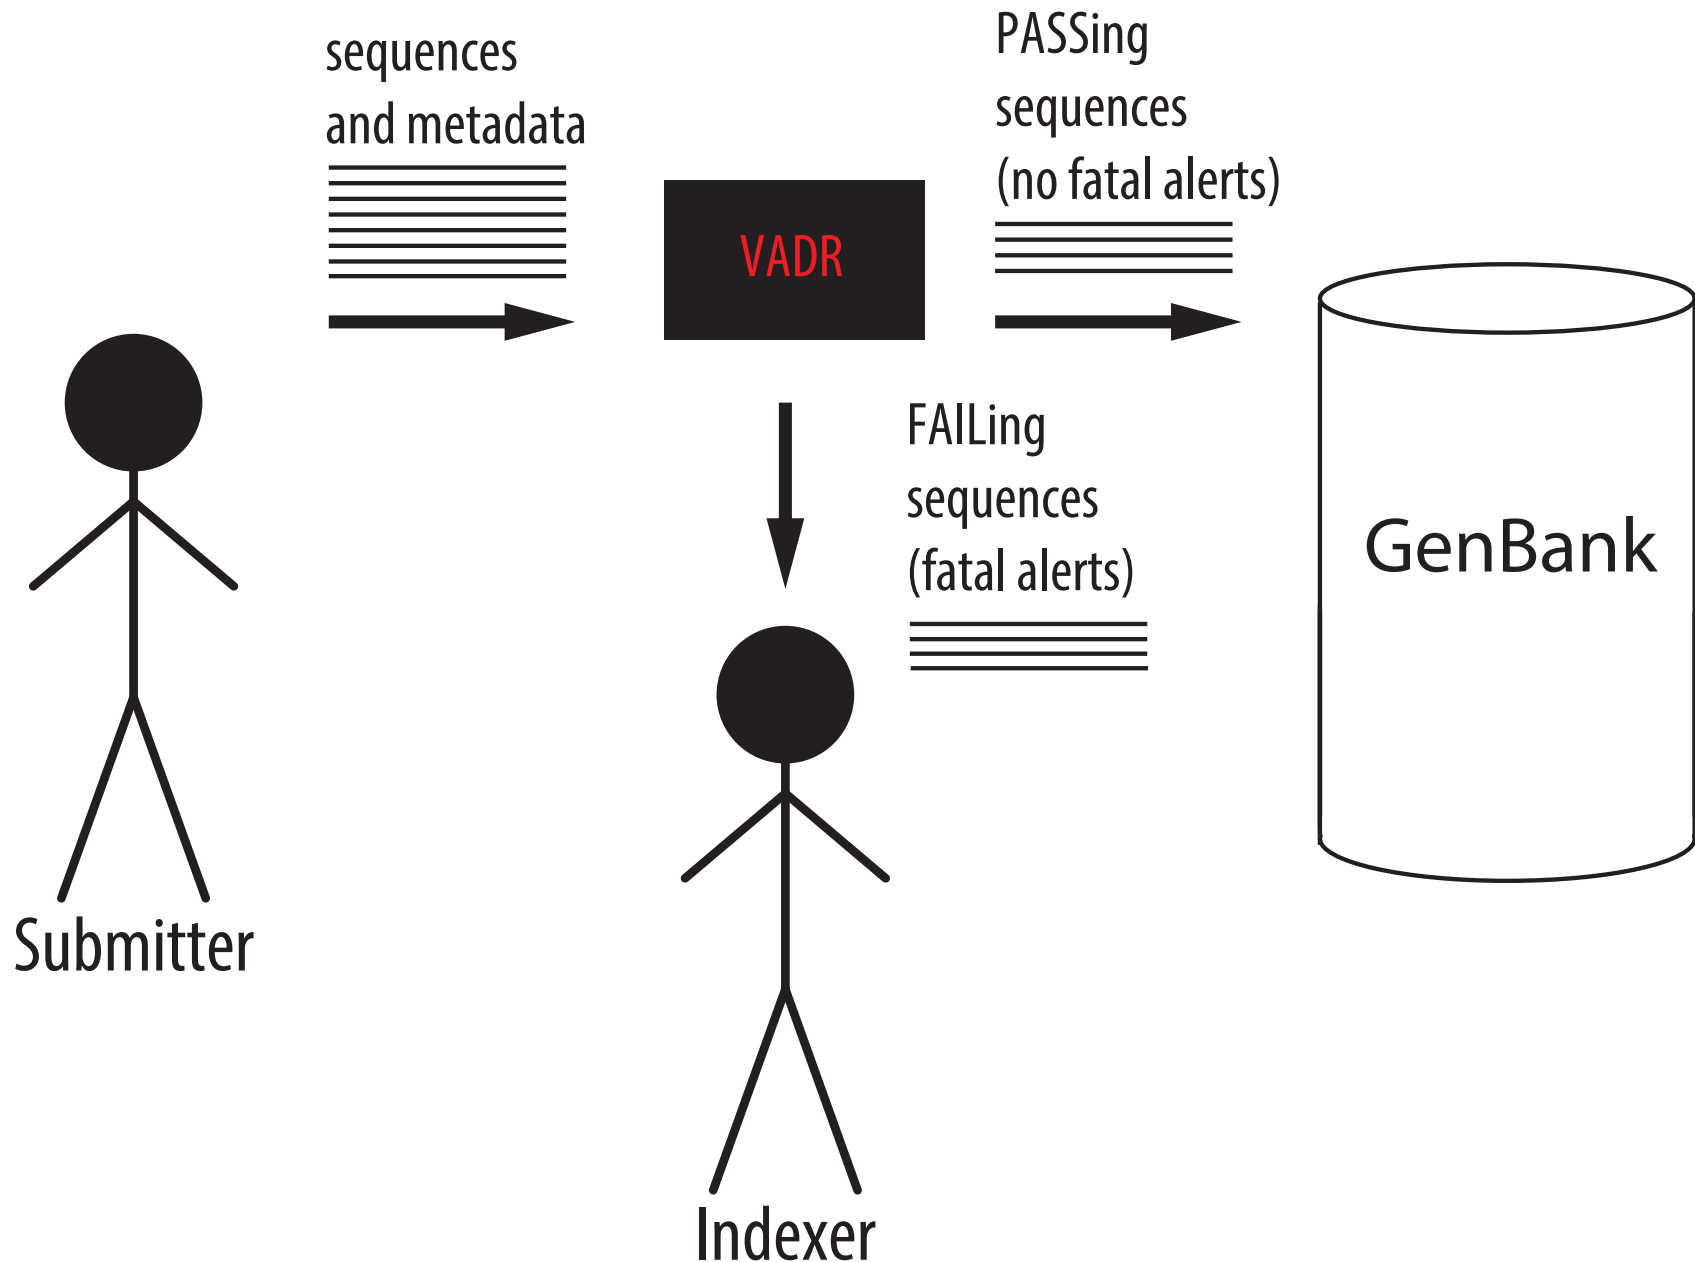 sequences
and metadata
PASSing
sequences
(no fatal alerts)
VADR
FAILing
sequences
(fatal alerts)
GenBank
Submitter
Indexer